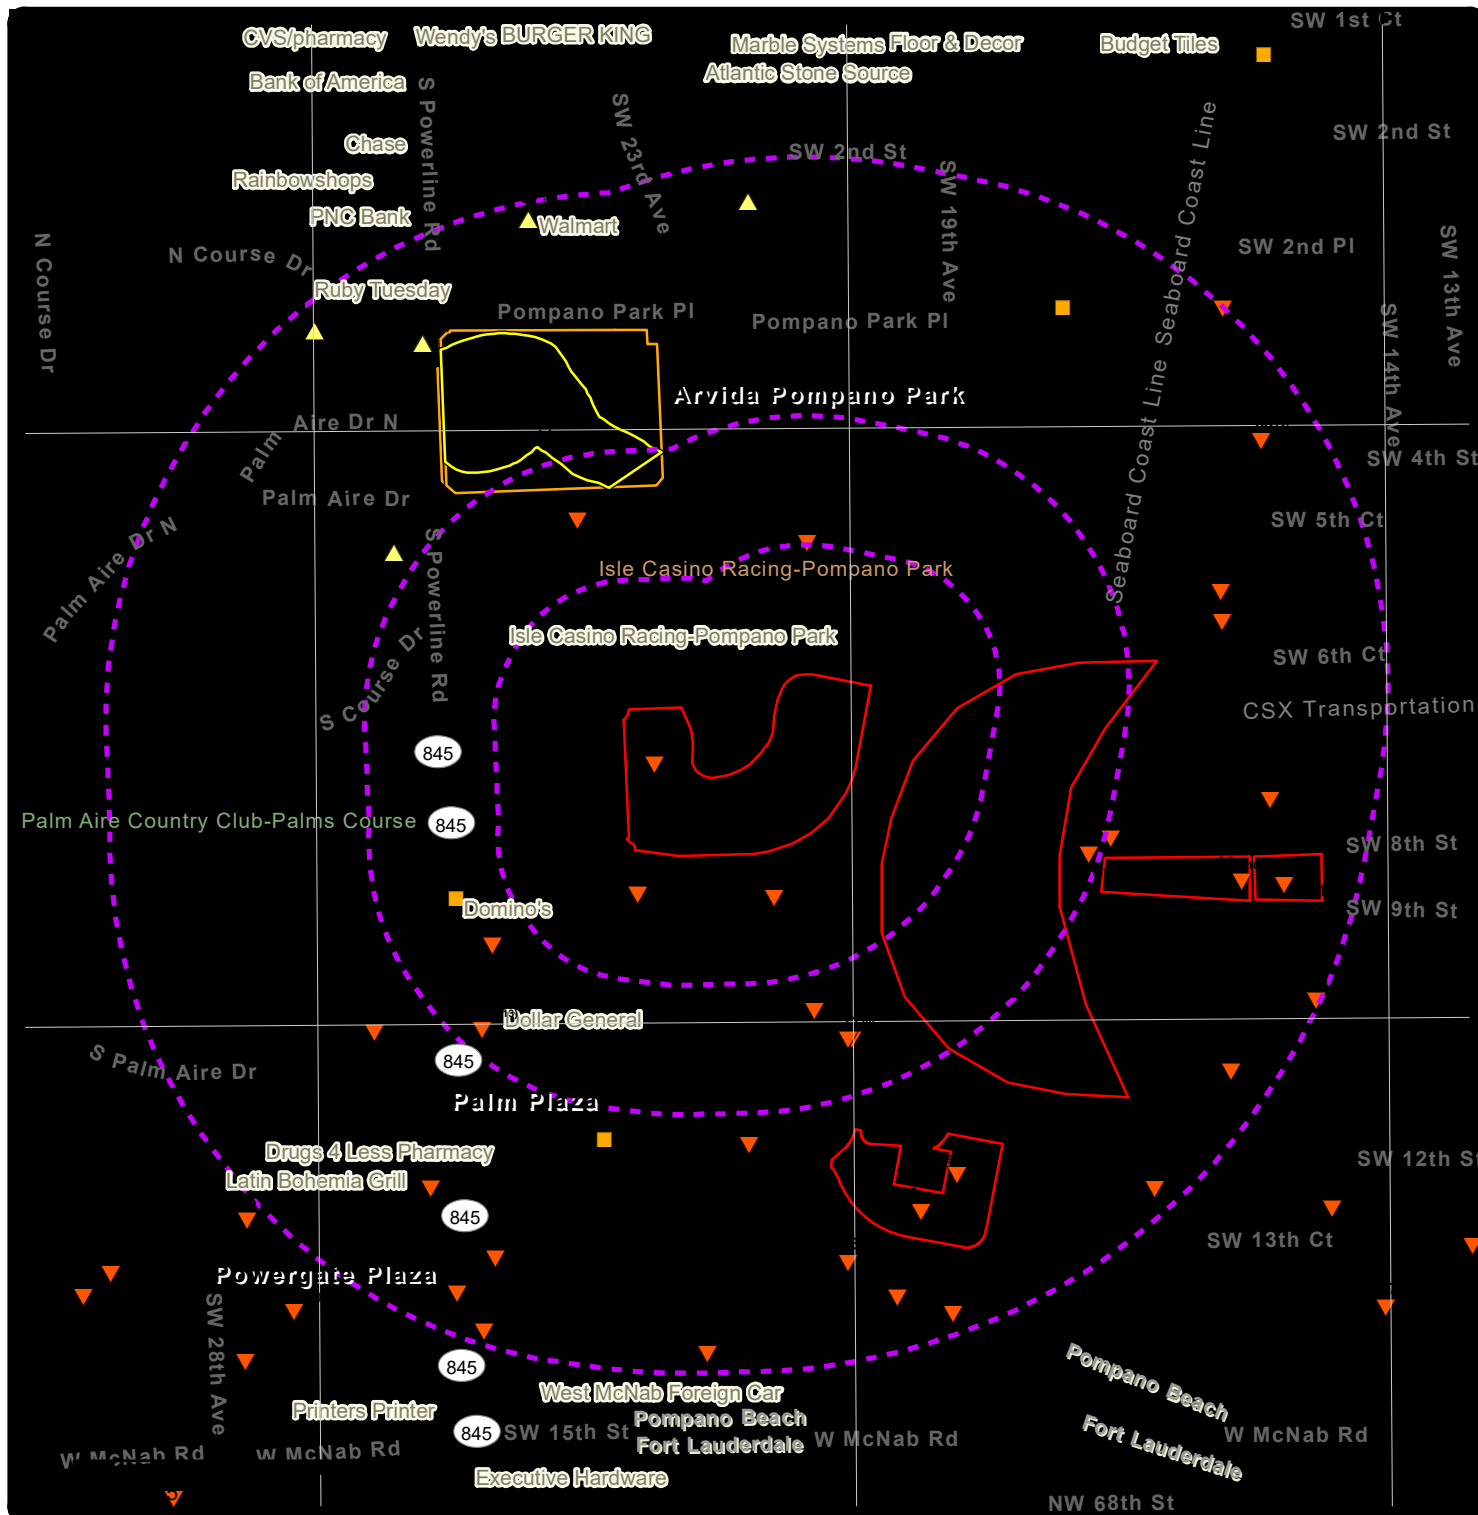 SW 1st Ct
CVS/pharmacy
Wendy's
BURGER KING
Marble Systems
Floor & Decor
Budget Tiles
Atlantic Stone Source
Bank of America
S Powerline Rd
SW 23rd Ave
SW 2nd St
Chase
SW 2nd St
Rainbowshops
SW 19th Ave
Seaboard Coast Line
PNC Bank
Walmart
N Course Dr
N Course Dr
SW 2nd Pl
SW 13th Ave
Ruby Tuesday
Pompano Park Pl
Pompano Park Pl
SW 14th Ave
Arvida Pompano Park
Aire Dr N
Palm
SW 4th St
Seaboard Coast Line
Palm Aire Dr
Palm Aire Dr N
SW 5th Ct
Isle Casino Racing-Pompano Park
S Powerline Rd
Isle Casino Racing-Pompano Park
S Course Dr
SW 6th Ct
CSX Transportation
845
Palm Aire Country Club-Palms Course
845
SW 8th St
Domino's
SW 9th St
Dollar General
S Palm Aire Dr
845
Palm Plaza
Drugs 4 Less Pharmacy
SW 12th St
Latin Bohemia Grill
845
SW 13th Ct
Powergate Plaza
SW 28th Ave
845
Pompano Beach
West McNab Foreign Car
Printers Printer
Pompano Beach
845
SW 15th St
Fort Lauderdale
W McNab Rd
W McNab Rd
Fort Lauderdale
W McNab Rd
W McNab Rd
Executive Hardware
NW 68th St